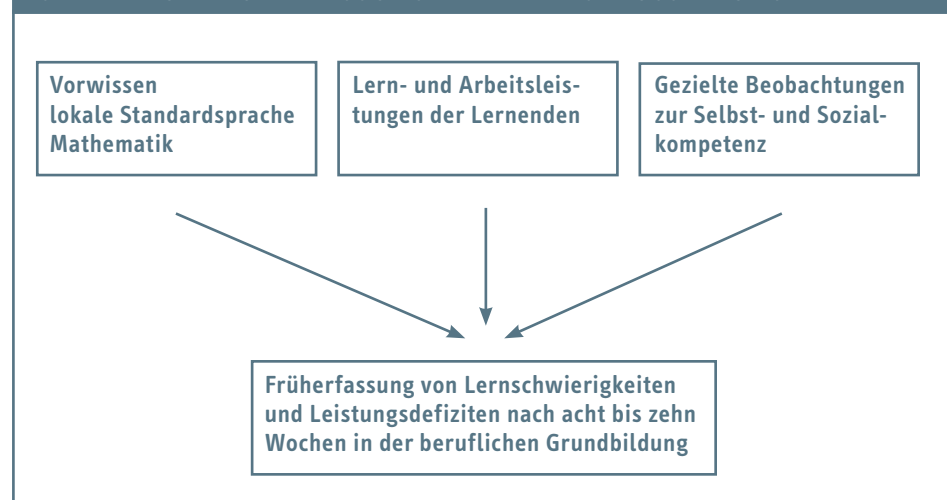 Vorwissen
lokale Standardsprache
Mathematik
Lern- und Arbeitsleis-
tungen der Lernenden
Gezielte Beobachtungen
zur Selbst- und Sozial-
kompetenz
Früherfassung von Lernschwierigkeiten
und Leistungsdefiziten nach acht bis zehn
Wochen in der beruflichen Grundbildung